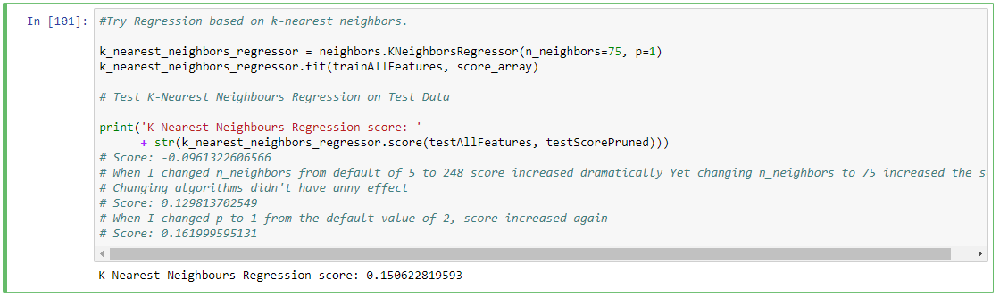 In [101]: #Try Regression based on k-nearest neighbors.
k_nearest_neighbors_regressor = neighbors.KNeighborsRegressor(n_neighbors=75, p=1)
k_nearest_neighbors_regressor.fit(trainAllFeatures, score_array)
# Test K-Nearest Neighbours Regression on Test Data
print('K-Nearest Neighbours Regression score: '
+ str(k_nearest_neighbors_regressor.score(testAllFeatures, testScorePruned)))
# Score: -0.0961322606566
# When I changed n_neighbors from default of 5 to 248 score increased dramatically Yet changing n_neighbors to 75 increased the
# Changing algorithms didn't have anny effect
# Score: 0.129813702549
# When I changed p to 1 from the default value of 2, score increased again
# Score: 0.161999595131
K-Nearest Neighbours Regression score: 0.150622819593